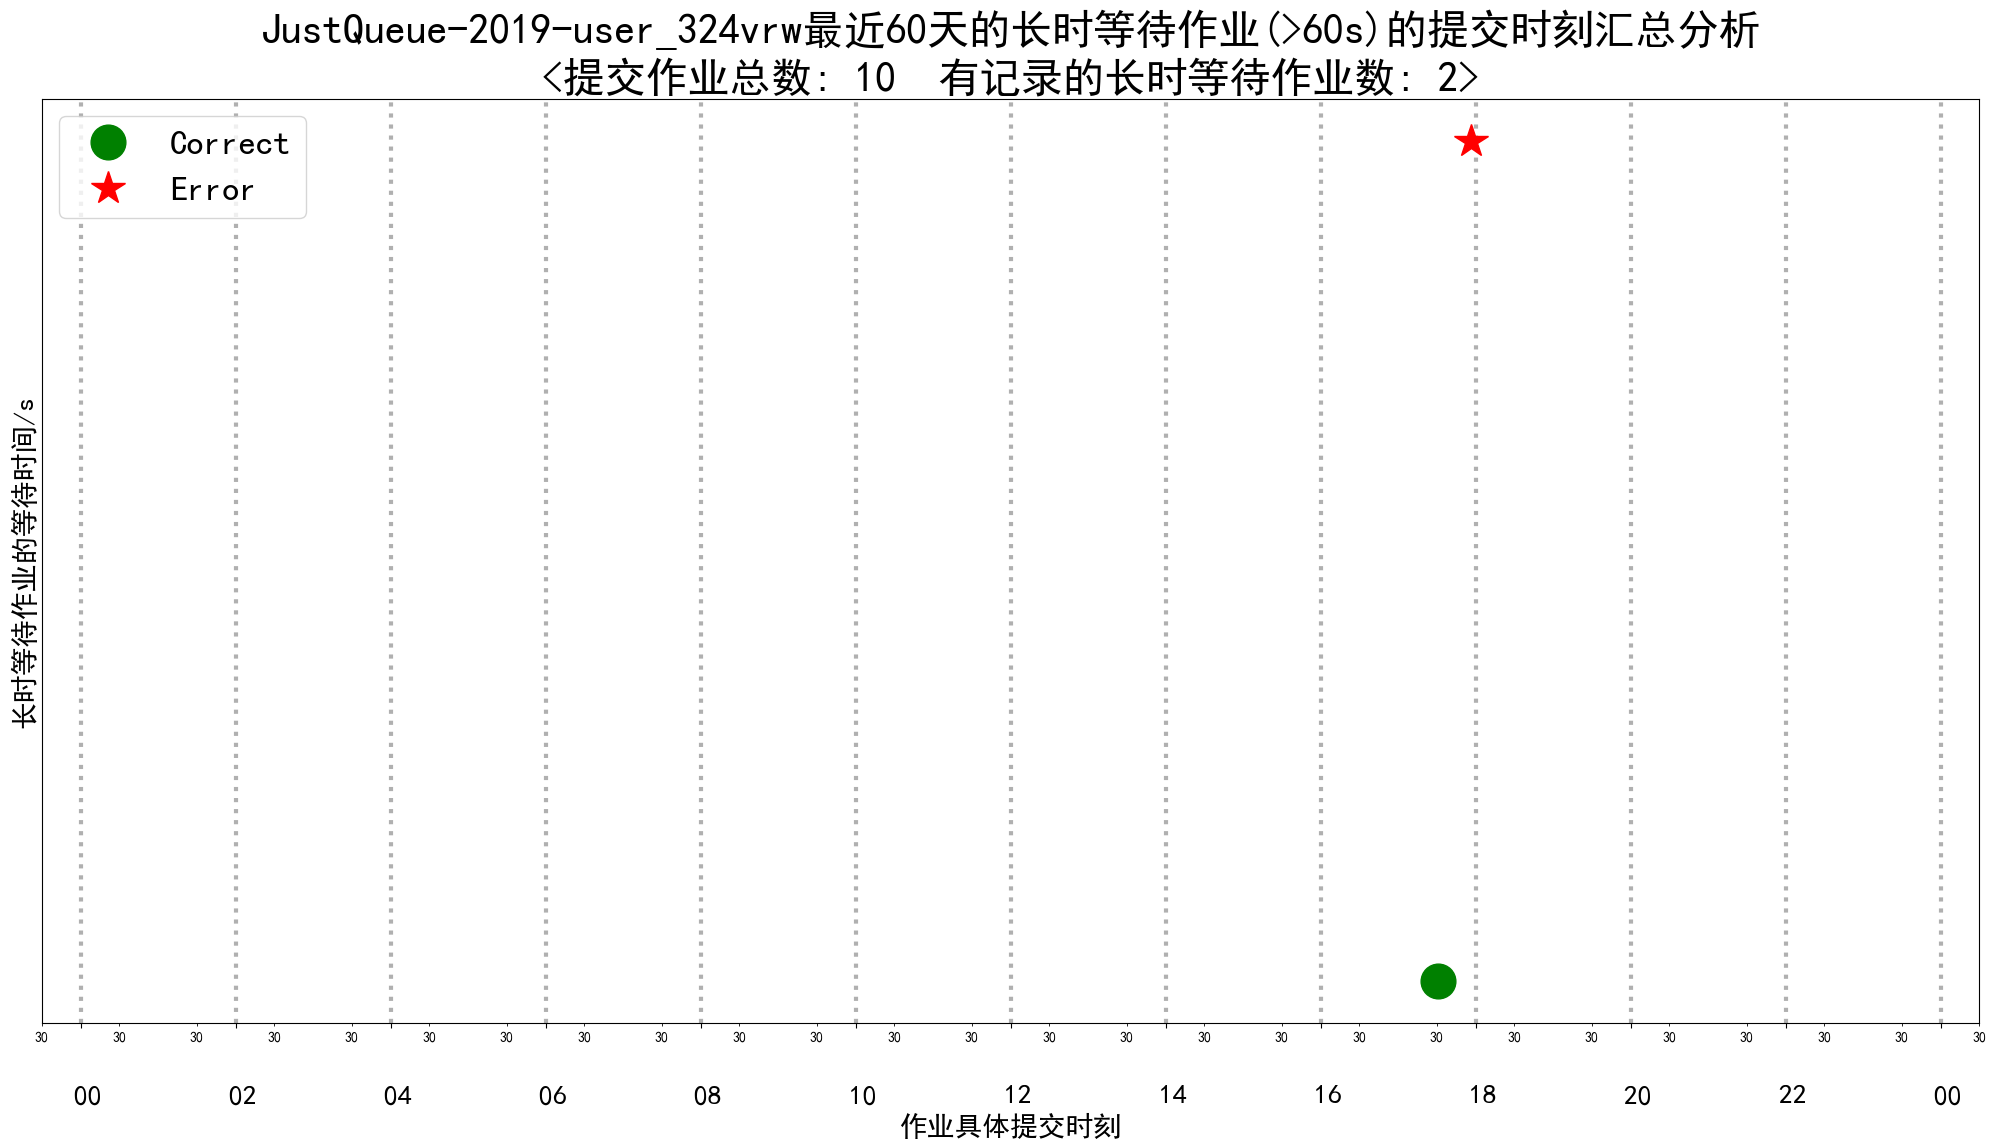 JustQueue-2019-user_324vrw最近60天的长时等待作业(>60s)的提交时刻汇总分析
<提交作业总数: 10  有记录的长时等待作业数: 2>
Correct
Error
长时等待作业的等待时间/s
30 30 30 30 30 30 30 30 30 30 30 30 30 30 30 30 30 30 30 30 30 30 30 30 30 30
00 02 04 06 08 10 12 14 16 18 20 22 00
作业具体提交时刻